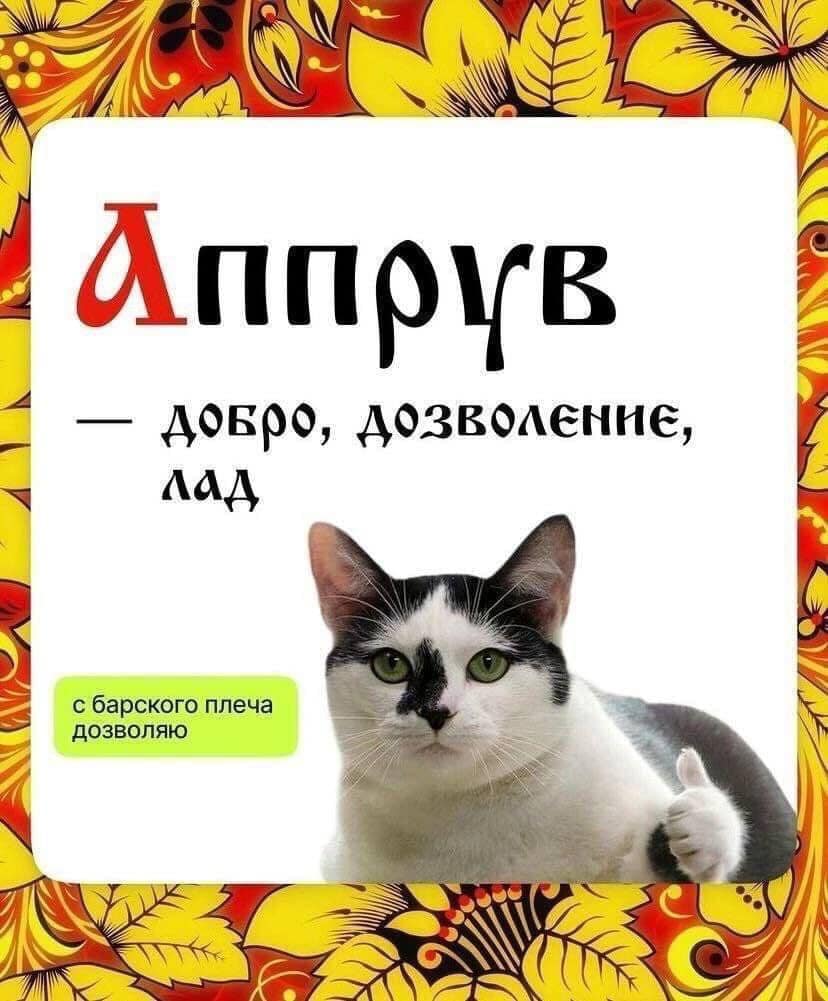 Аппрув
— добро, дозволение,
лад
с барского плеча
дозволяю